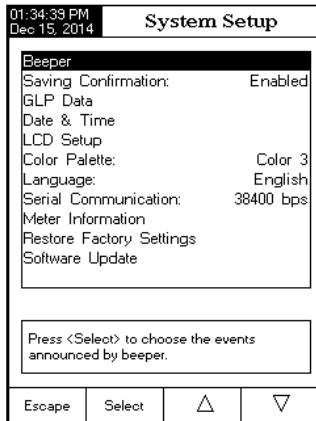 01:34:39 PM
Dec 15, 2014
System Setup
Beeper
Saving Confirmation: Enabled
GLP Data
Date & Time
LCD Setup
Color Palette: Color 3
Language: English
Serial Communication: 38400 bps
Meter Information
Restore Factory Settings
Software Update
Press <Select> to choose the events
announced by beeper.
Escape Select △ ▽